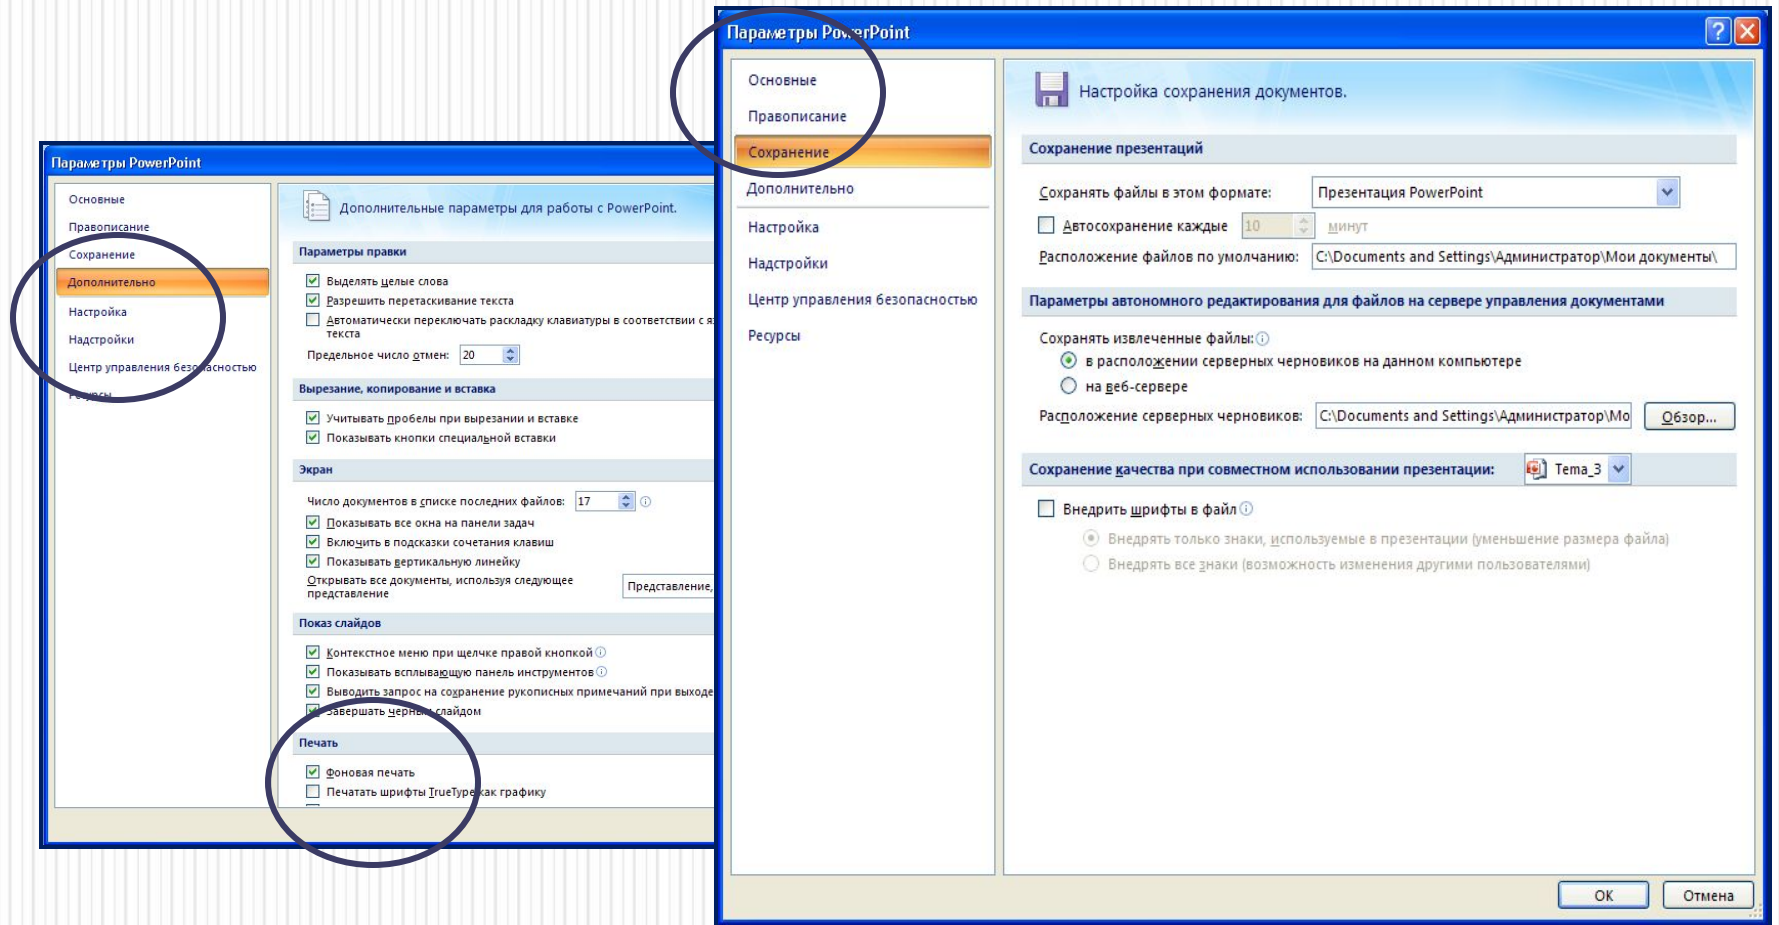 Параметры PowerPoint
Основные
Правописание
Сохранение
Дополнительно
Настройка
Надстройки
Центр управления безопасностью
Ресурсы
Дополнительные параметры для работы с PowerPoint.
Параметры правки
Выделять целые слова
Разрешить перетаскивание текста
Автоматически переключать раскладку клавиатуры в соответствии с я
текста
Предельное число отмен: 20
Вырезание, копирование и вставка
Учитывать пробелы при вырезании и вставке
Показывать кнопки специальной вставки
Экран
Число документов в списке последних файлов: 17
Показывать все окна на панели задач
Включить в подсказки сочетания клавиш
Показывать вертикальную линейку
Открывать все документы, используя следующее
представление
Представление,
Показ слайдов
Контекстное меню при щелчке правой кнопкой
Показывать всплывающую панель инструментов
Выводить запрос на сохранение рукописных примечаний при выходе
Завершать черным слайдом
Печать
Фоновая печать
Печатать шрифты TrueType как графику
Параметры PowerPoint
Основные
Правописание
Сохранение
Дополнительно
Настройка
Надстройки
Центр управления безопасностью
Ресурсы
Настройка сохранения документов.
Сохранение презентаций
Сохранять файлы в этом формате: Презентация PowerPoint
Автосохранение каждые 10 минут
Расположение файлов по умолчанию: C:\Documents and Settings\Администратор\Мои документы\
Параметры автономного редактирования для файлов на сервере управления документами
Сохранять извлеченные файлы:
в расположении серверных черновиков на данном компьютере
на веб-сервере
Расположение серверных черновиков: C:\Documents and Settings\Администратор\Мо Обзор...
Сохранение качества при совместном использовании презентации: Tema_3
Внедрить шрифты в файл
Внедрять только знаки, используемые в презентации (уменьшение размера файла)
Внедрять все знаки (возможность изменения другими пользователями)
ОК Отмена